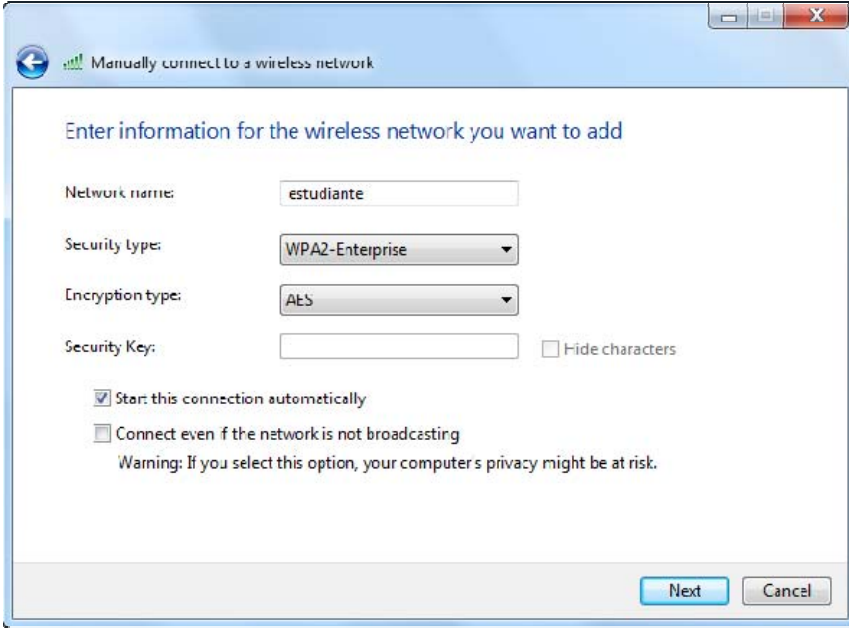 Manually connect to a wireless network
Enter information for the wireless network you want to add
Network name: estudiante
Security type: WPA2-Enterprise
Encryption type: AES
Security Key: Hide characters
Start this connection automatically
Connect even if the network is not broadcasting
Warning: If you select this option, your computer's privacy might be at risk.
Next Cancel